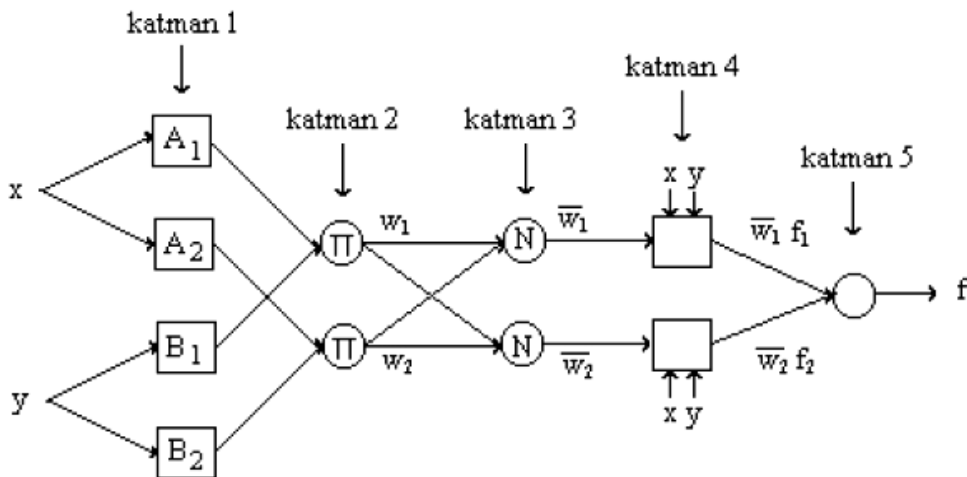 katman 1
katman 2
katman 3
katman 4
katman 5
x
y
A1
A2
B1
B2
Π
Π
w1
w2
N
N
w̅1
w̅2
x y
x y
w̅1 f1
w̅2 f2
f